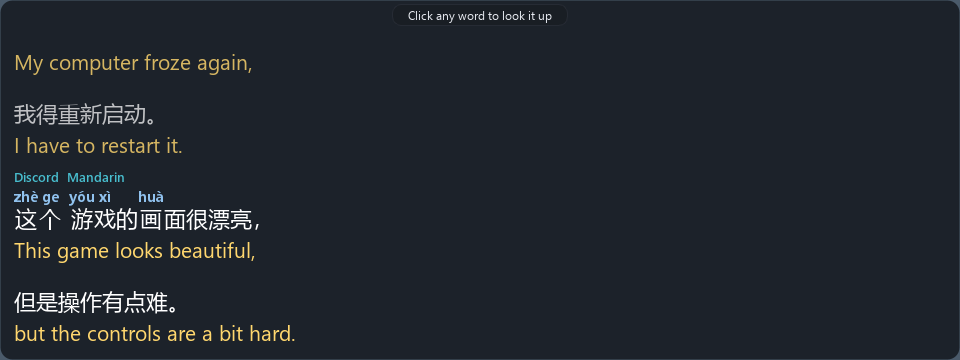 Click any word to look it up
My computer froze again,
我得重新启动。
I have to restart it.
Discord Mandarin
zhè ge yóu xì huà
这个 游戏的画面很漂亮，
This game looks beautiful,
但是操作有点难。
but the controls are a bit hard.